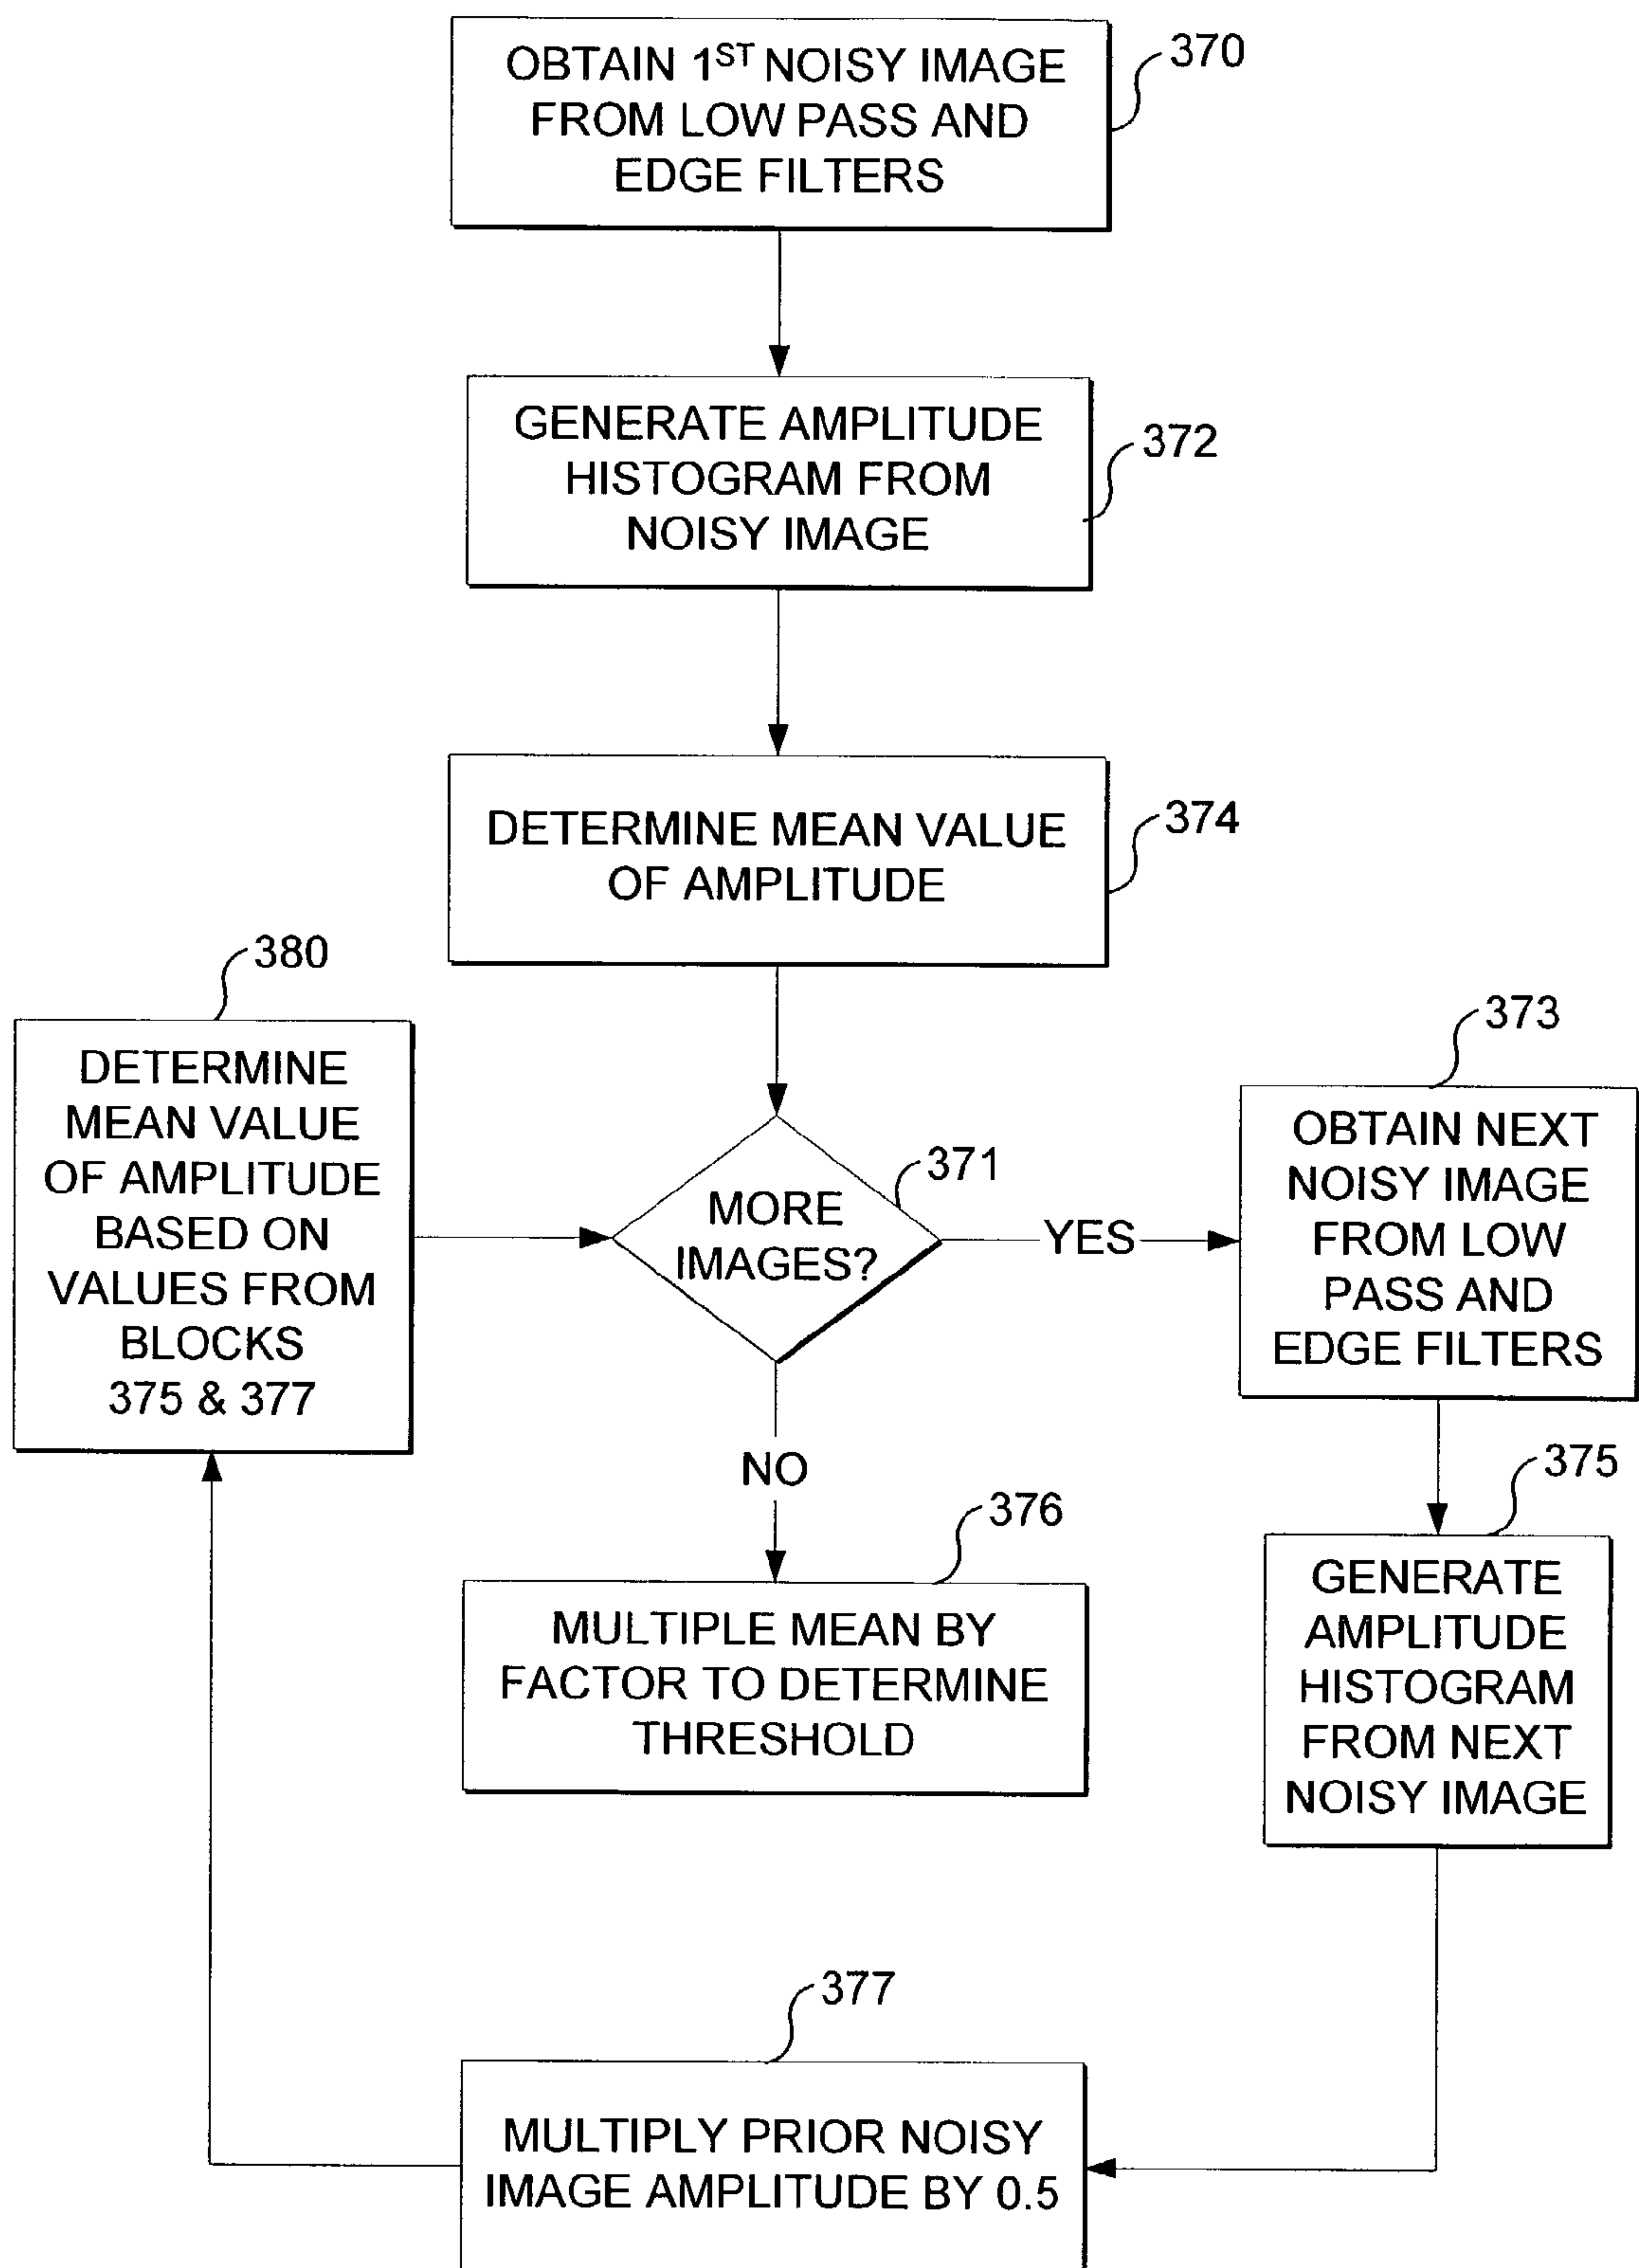 OBTAIN 1ST NOISY IMAGE
FROM LOW PASS AND
EDGE FILTERS
370
GENERATE AMPLITUDE
HISTOGRAM FROM
NOISY IMAGE
372
DETERMINE MEAN VALUE
OF AMPLITUDE
374
380
DETERMINE
MEAN VALUE
OF AMPLITUDE
BASED ON
VALUES FROM
BLOCKS
375 & 377
MORE
IMAGES?
371
YES
373
OBTAIN NEXT
NOISY IMAGE
FROM LOW
PASS AND
EDGE FILTERS
NO
376
MULTIPLE MEAN BY
FACTOR TO DETERMINE
THRESHOLD
375
GENERATE
AMPLITUDE
HISTOGRAM
FROM NEXT
NOISY IMAGE
377
MULTIPLY PRIOR NOISY
IMAGE AMPLITUDE BY 0.5